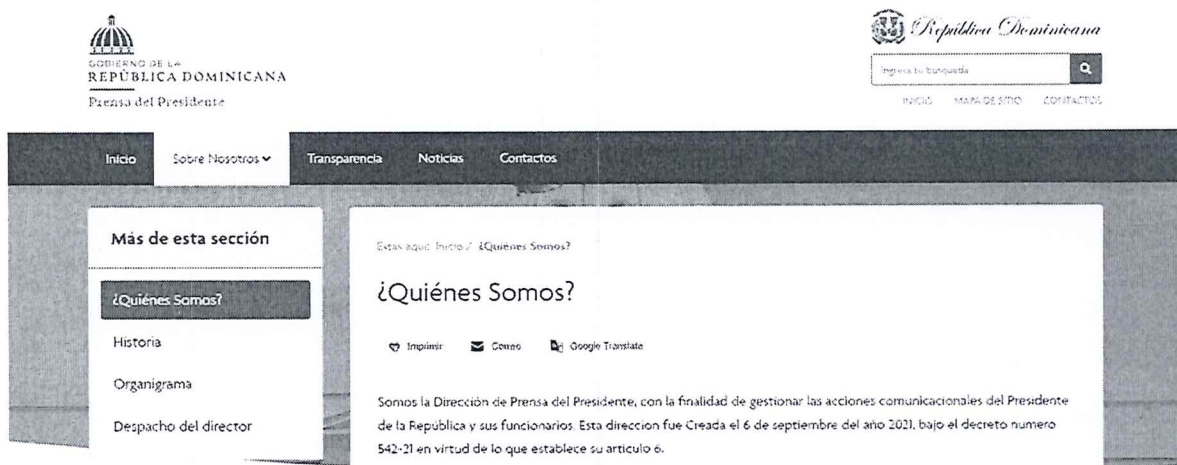 GOBIERNO DE LA
REPÚBLICA DOMINICANA
Prensa del Presidente
República Dominicana
Ingresa tu búsqueda
INICIO MAPA DE SITIO CONTACTOS
Inicio Sobre Nosotros Transparencia Noticias Contactos
Más de esta sección
¿Quiénes Somos?
Historia
Organigrama
Despacho del director
Estás aquí: Inicio / ¿Quiénes Somos?
¿Quiénes Somos?
Imprimir Correo Google Translate
Somos la Dirección de Prensa del Presidente, con la finalidad de gestionar las acciones comunicacionales del Presidente
de la República y sus funcionarios. Esta direccion fue Creada el 6 de septiembre del año 2021, bajo el decreto numero
542-21 en virtud de lo que establece su articulo 6.